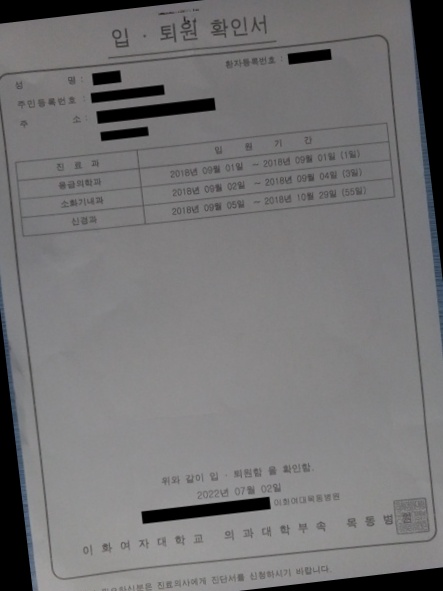 입 · 퇴원 확인서
환자등록번호 :
성 명 :
주민등록번호 :
주 소 :
진 료 과 입 원 기 간
응급의학과 2018년 09월 01일 ~ 2018년 09월 01일 (1일)
소화기내과 2018년 09월 02일 ~ 2018년 09월 04일 (3일)
신경과 2018년 09월 05일 ~ 2018년 10월 29일 (55일)
위와 같이 입 · 퇴원함 을 확인함.
2022년 07월 02일
이화여대목동병원
이 화 여 자 대 학 교 의 과 대 학 부 속 목 동 병
진료의사에게 진단서를 신청하시기 바랍니다.